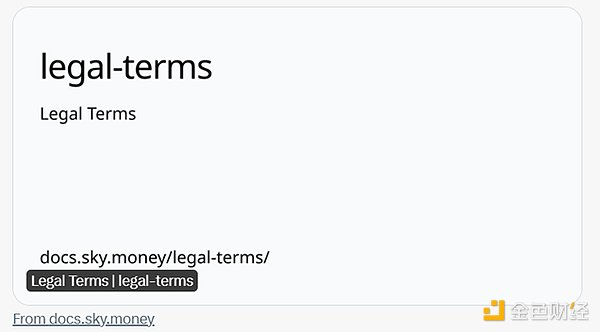 legal-terms
Legal Terms
docs.sky.money/legal-terms/
Legal Terms | legal-terms
From docs.sky.money
金色财经